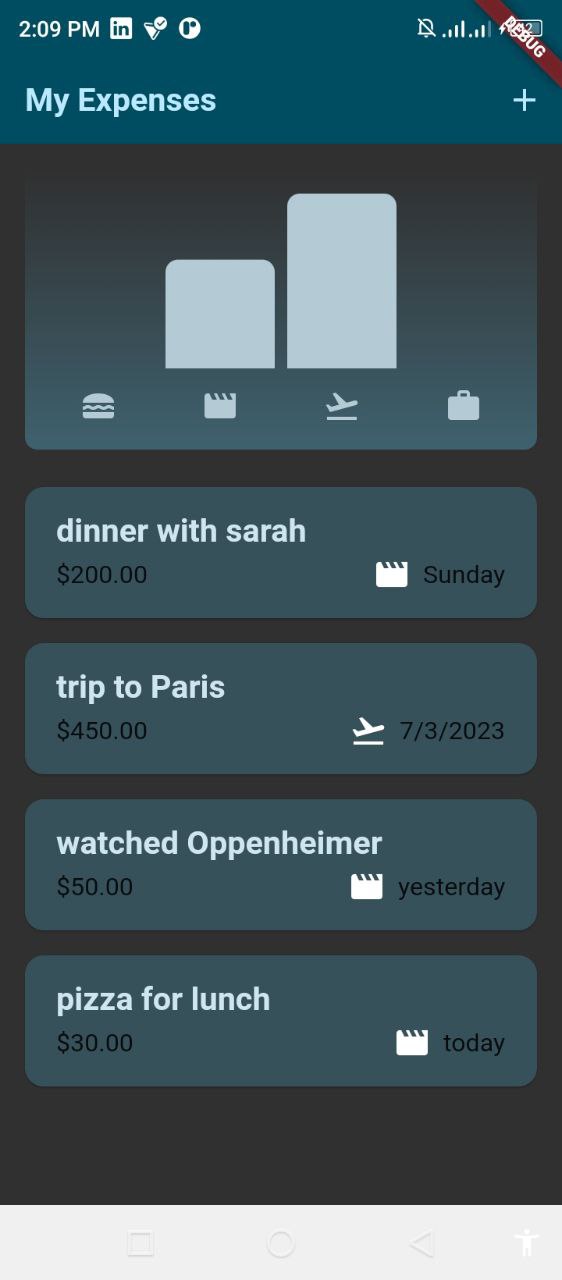 2:09 PM
DEBUG
My Expenses
dinner with sarah
$200.00 Sunday
trip to Paris
$450.00 7/3/2023
watched Oppenheimer
$50.00 yesterday
pizza for lunch
$30.00 today